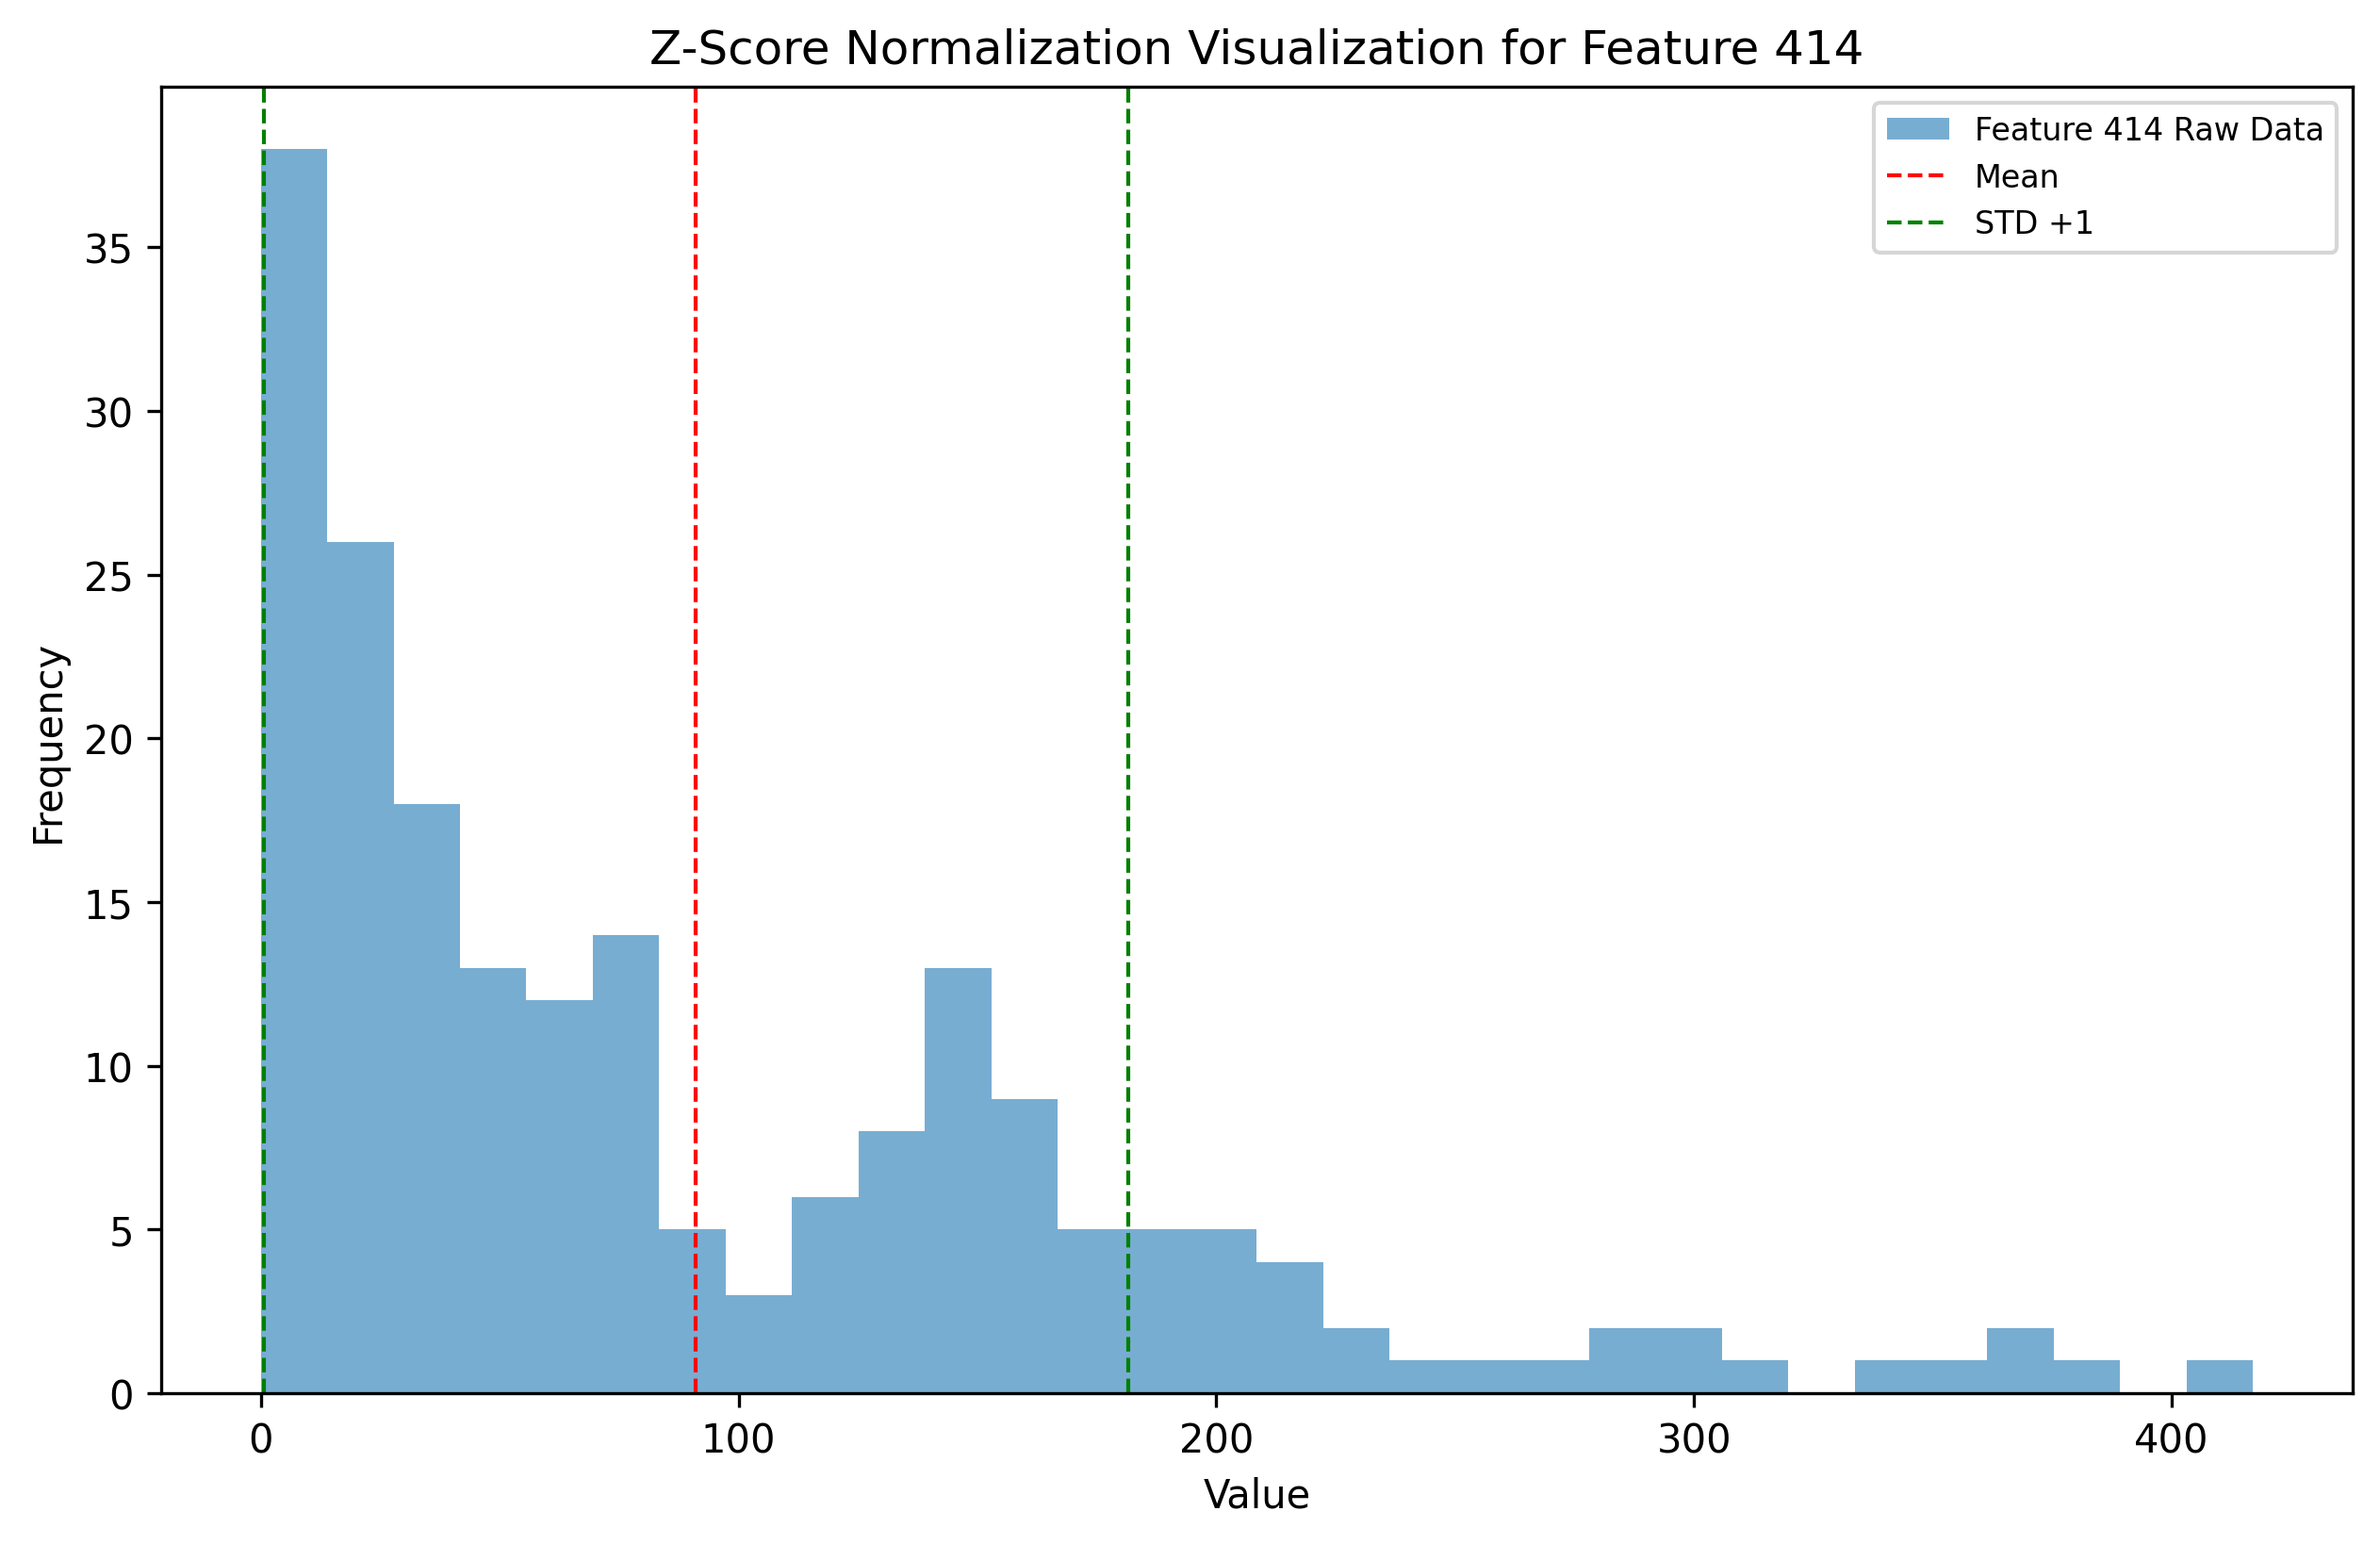 Z-Score Normalization Visualization for Feature 414
Feature 414 Raw Data
Mean
STD +1
Frequency
35
30
25
20
15
10
5
0
0 100 200 300 400
Value